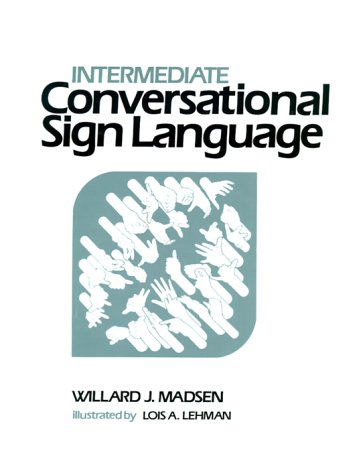 INTERMEDIATE
Conversational
Sign Language
WILLARD J. MADSEN
illustrated by LOIS A. LEHMAN